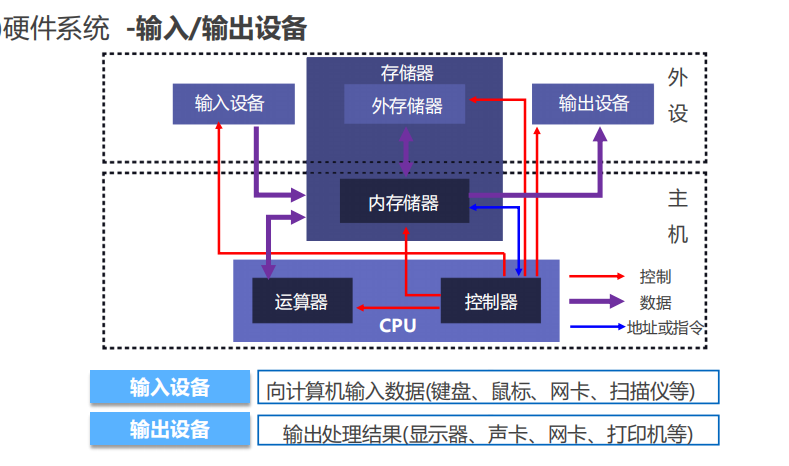 )硬件系统 -输入/输出设备
存储器
外
设
输入设备
外存储器
输出设备
主
机
内存储器
控制
运算器
控制器
数据
CPU
地址或指令
输入设备
向计算机输入数据(键盘、鼠标、网卡、扫描仪等)
输出设备
输出处理结果(显示器、声卡、网卡、打印机等)